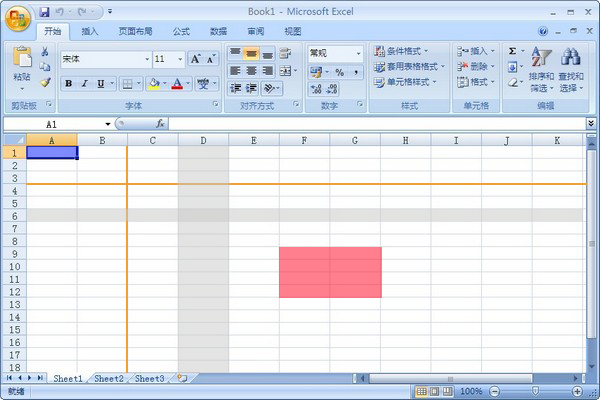 Book1 - Microsoft Excel
开始 插入 页面布局 公式 数据 审阅 视图
粘贴
剪贴板
宋体 11
A A
B I U
字体
对齐方式
常规
% ,
数字
条件格式
套用表格格式
单元格样式
样式
插入
删除
格式
单元格
Σ
排序和筛选
查找和选择
编辑
A1 fx
A B C D E F G H I J K
1
2
3
4
5
6
7
8
9
10
11
12
13
14
15
16
17
18
Sheet1 Sheet2 Sheet3
就绪 100%